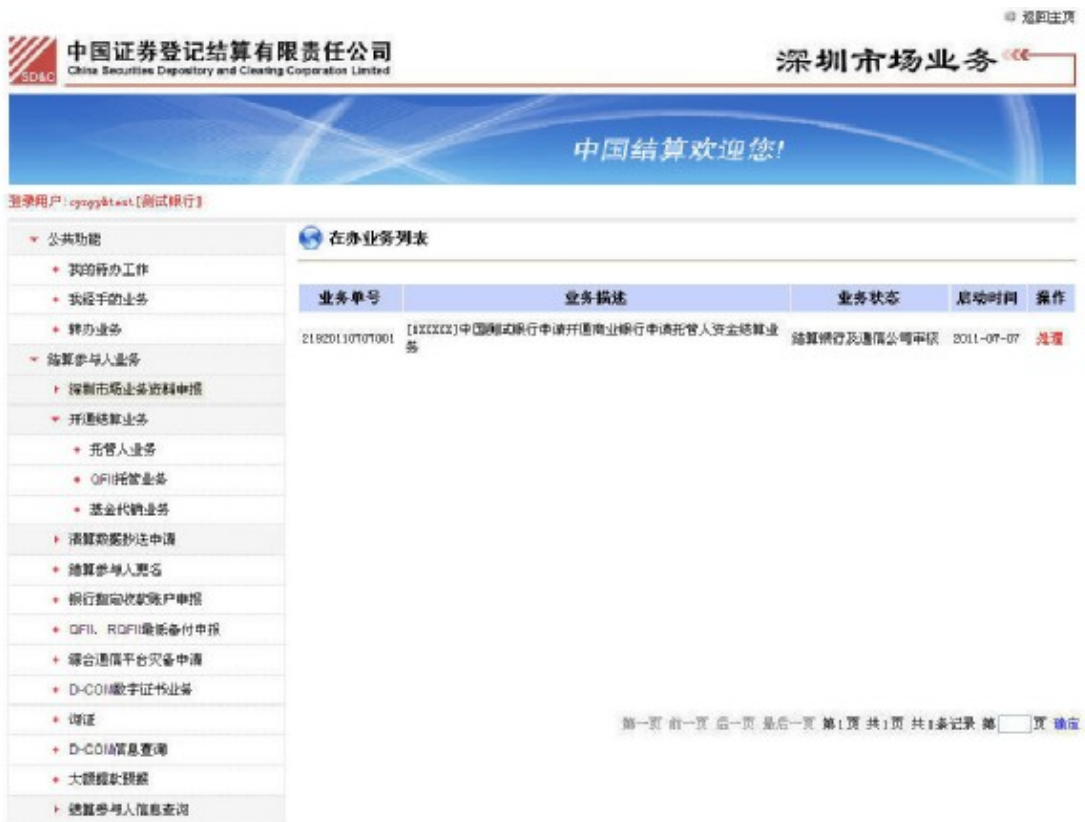 返回主页
SD&C
中国证券登记结算有限责任公司
China Securities Depository and Clearing Corporation Limited
深圳市场业务
中国结算欢迎您!
登录用户: [测试银行]
公共功能
我的待办工作
我经手的业务
转办业务
结算参与人业务
深圳市场业务资料申报
开通结算业务
托管人业务
QFII托管业务
基金代销业务
清算数据抄送申请
结算参与人更名
银行指定收款账户申报
QFII、RQFII最低备付申报
综合通信平台灾备申请
D-COM数字证书业务
询证
D-COM信息查询
大额提款预报
结算参与人信息查询
在办业务列表
业务单号 业务描述 业务状态 启动时间 操作
21920110707001 [XXXXX]中国测试银行申请开通商业银行申请托管人资金结算业务 结算银行及通信公司审核 2011-07-07 处理
第一页 前一页 后一页 最后一页 第1页 共1页 共1条记录 第 页 确定